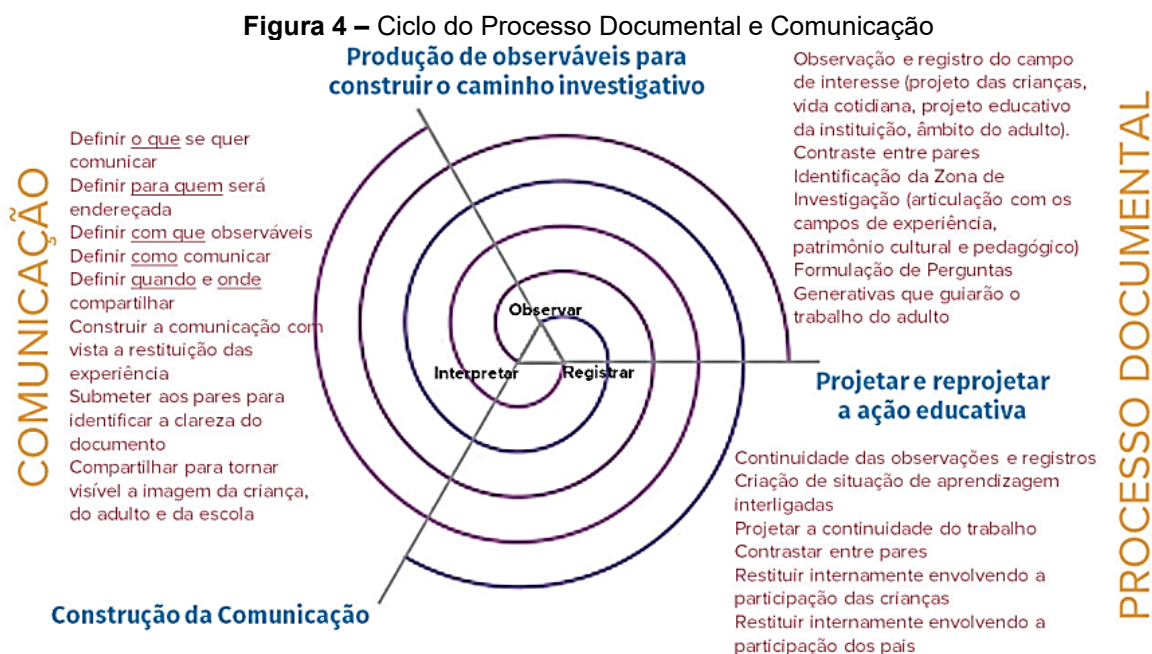 Figura 4 – Ciclo do Processo Documental e Comunicação
Produção de observáveis para
construir o caminho investigativo
COMUNICAÇÃO
Definir o que se quer
comunicar
Definir para quem será
endereçada
Definir com que observáveis
Definir como comunicar
Definir quando e onde
compartilhar
Construir a comunicação com
vista a restituição das
experiência
Submeter aos pares para
identificar a clareza do
documento
Compartilhar para tornar
visível a imagem da criança,
do adulto e da escola
Observar
Interpretar
Registrar
Construção da Comunicação
Observação e registro do campo
de interesse (projeto das crianças,
vida cotidiana, projeto educativo
da instituição, âmbito do adulto).
Contraste entre pares
Identificação da Zona de
Investigação (articulação com os
campos de experiência,
patrimônio cultural e pedagógico)
Formulação de Perguntas
Generativas que guiarão o
trabalho do adulto
Projetar e reprojetar
a ação educativa
Continuidade das observações e registros
Criação de situação de aprendizagem
interligadas
Projetar a continuidade do trabalho
Contrastar entre pares
Restituir internamente envolvendo a
participação das crianças
Restituir internamente envolvendo a
participação dos pais
PROCESSO DOCUMENTAL